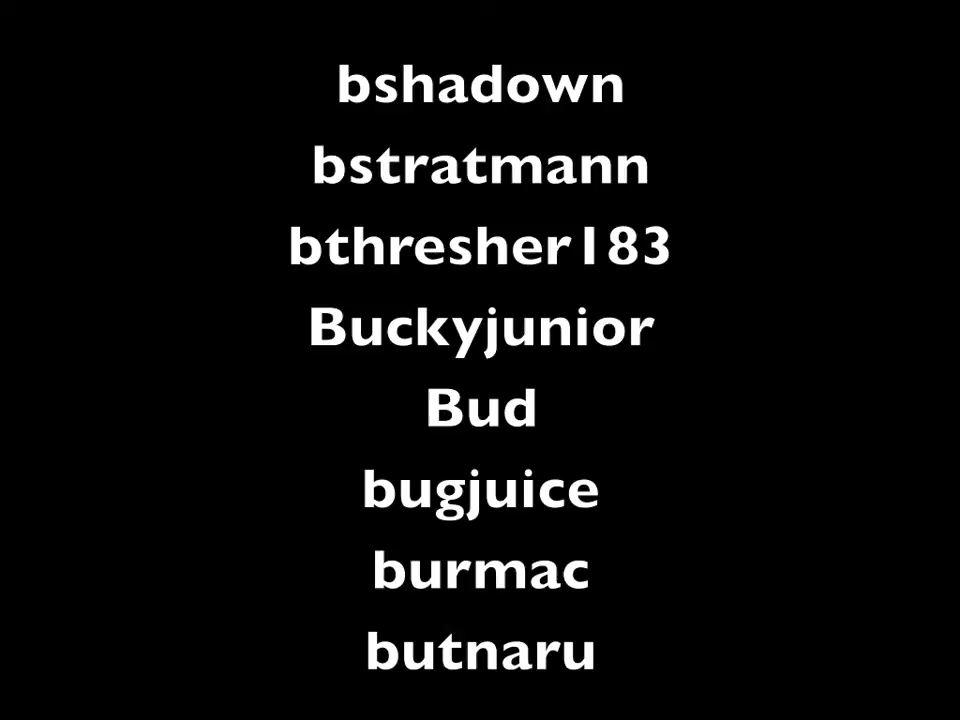 bshadown
bstratmann
bthresher183
Buckyjunior
Bud
bugjuice
burmac
butnaru